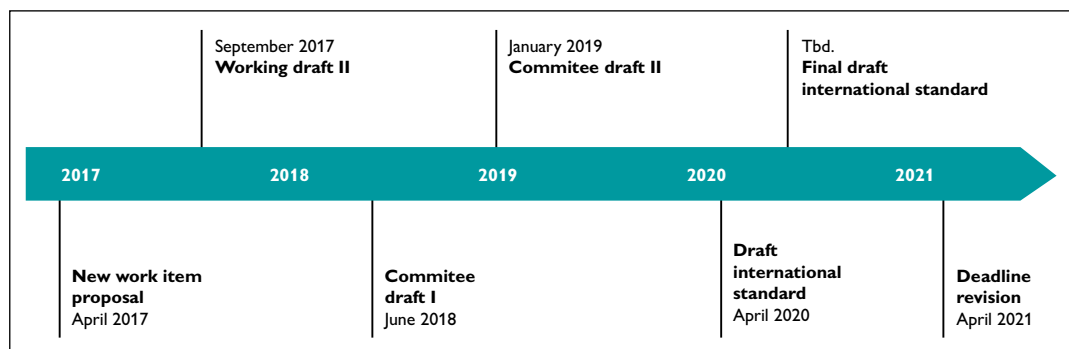 September 2017
Working draft II
January 2019
Commitee draft II
Tbd.
Final draft
international standard
2017
2018
2019
2020
2021
New work item
proposal
April 2017
Commitee
draft I
June 2018
Draft
international
standard
April 2020
Deadline
revision
April 2021